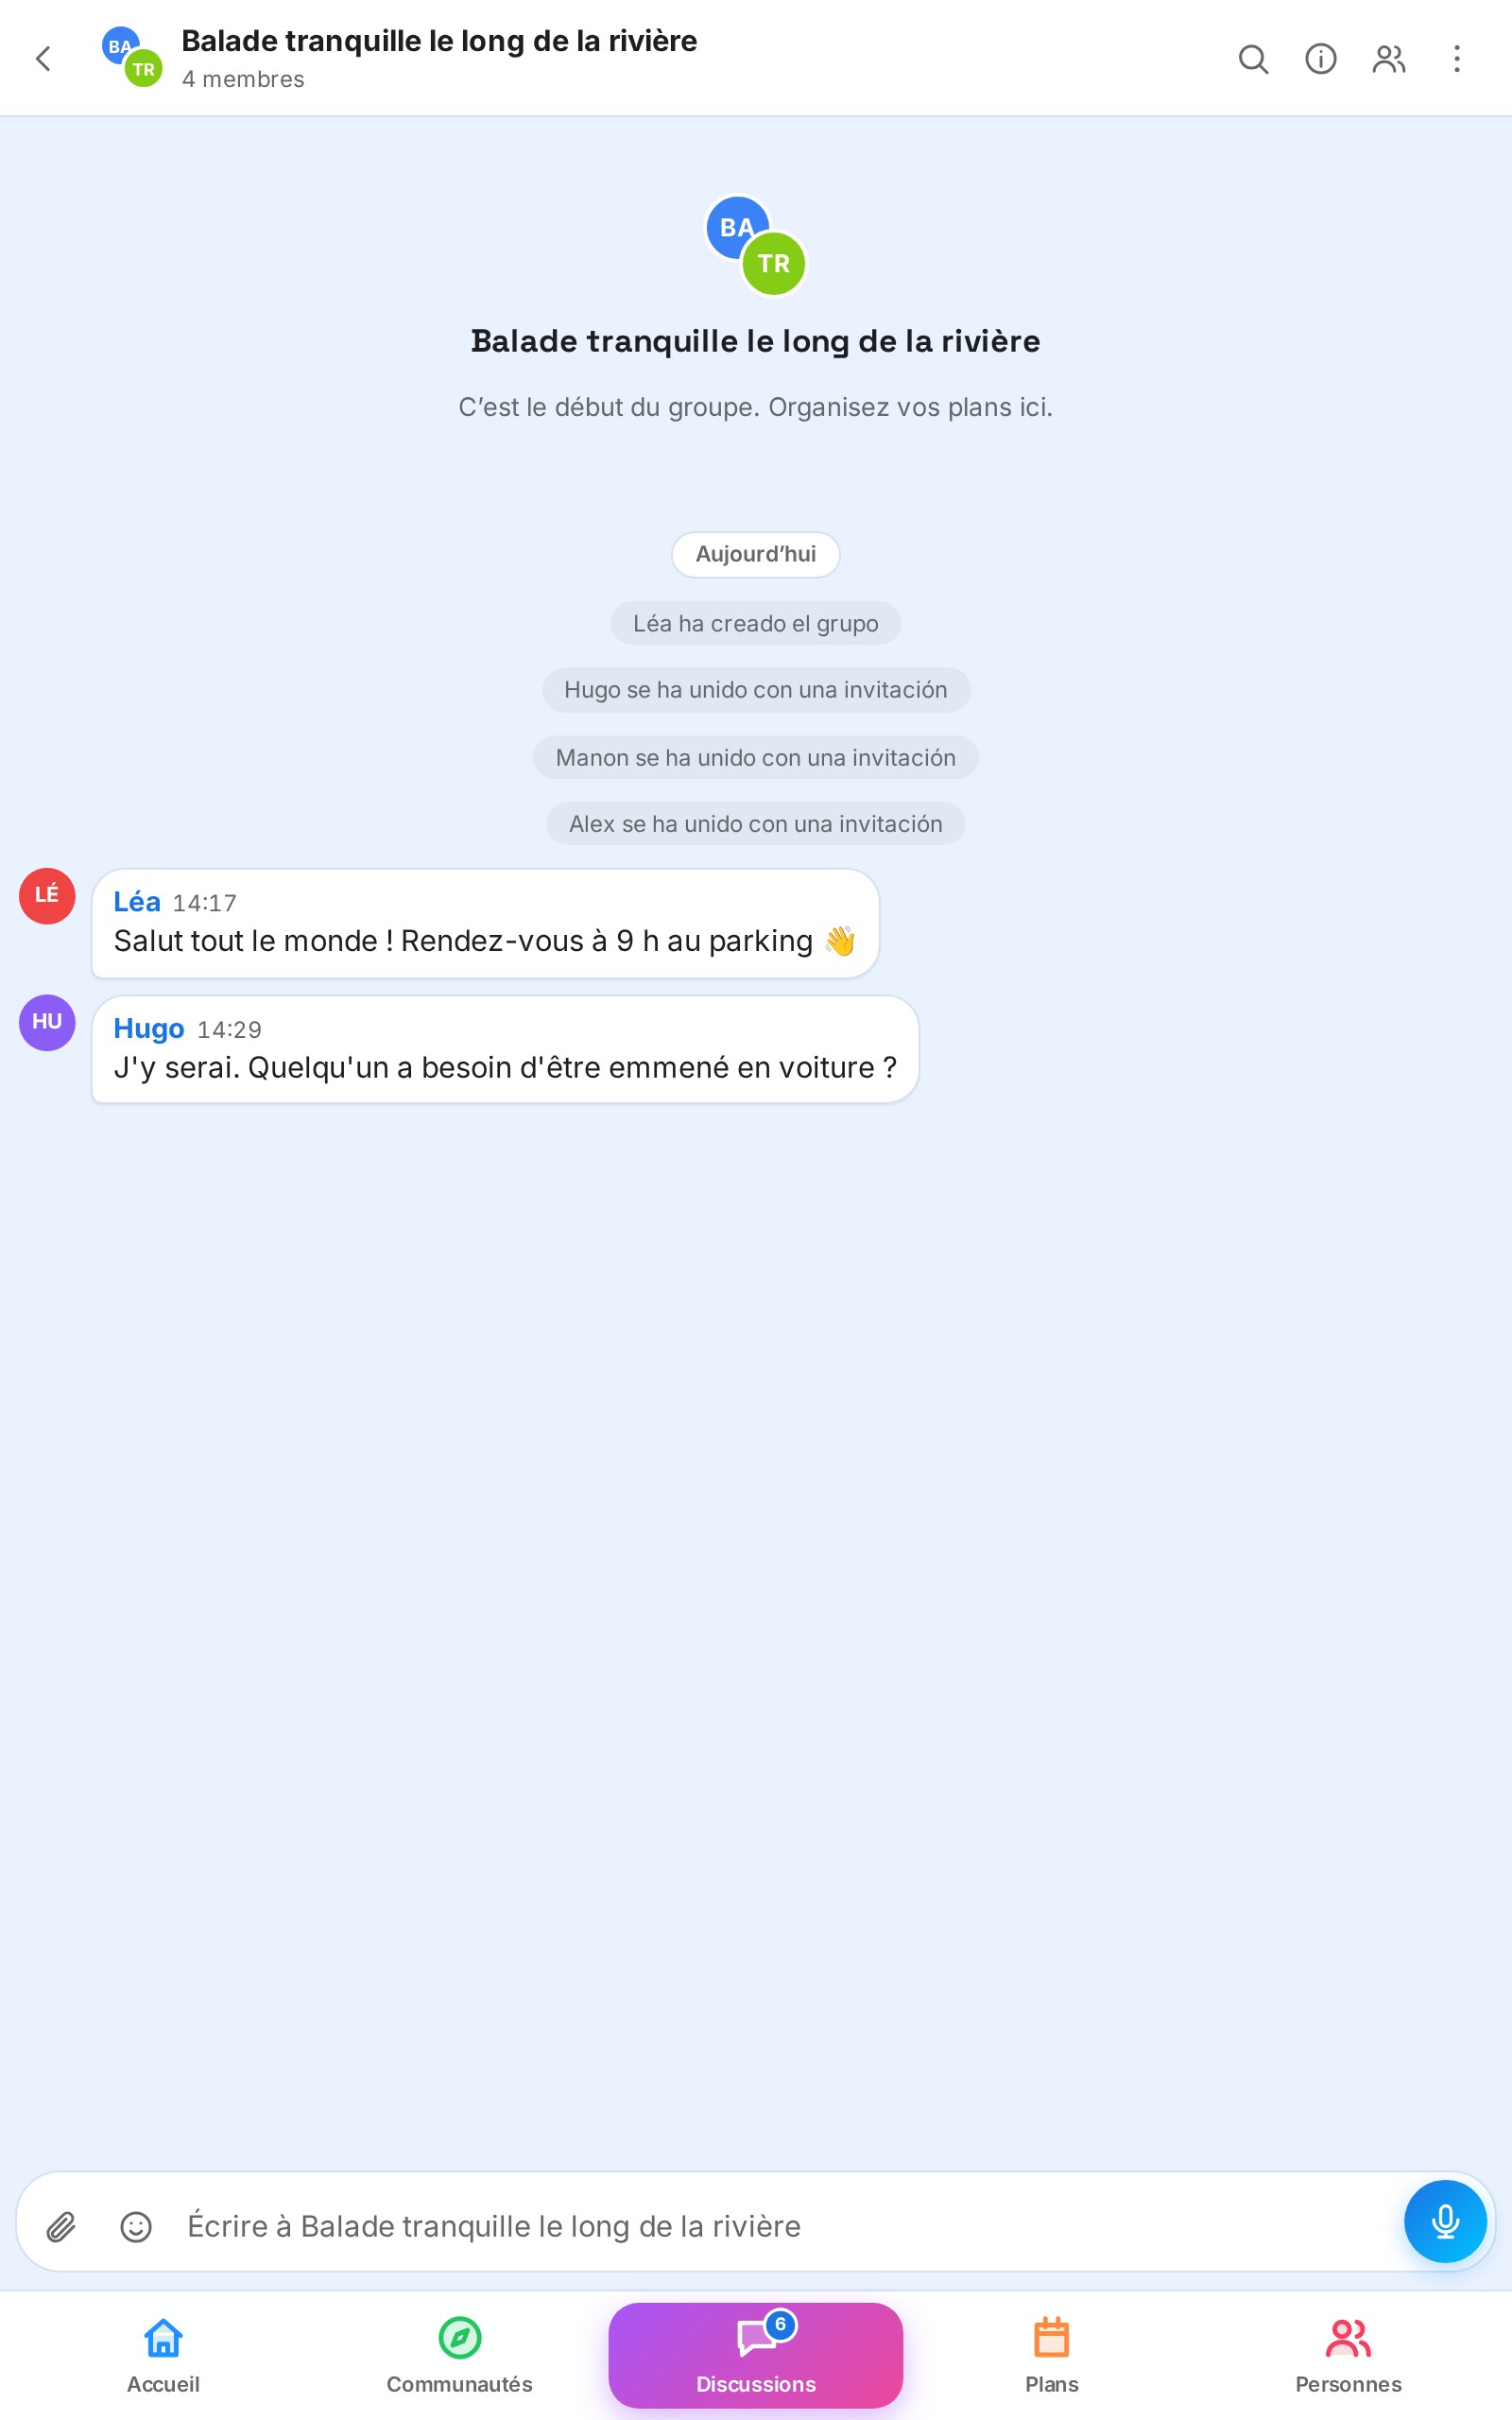 BA
TR
Balade tranquille le long de la rivière
4 membres
BA
TR
Balade tranquille le long de la rivière
C’est le début du groupe. Organisez vos plans ici.
Aujourd’hui
Léa ha creado el grupo
Hugo se ha unido con una invitación
Manon se ha unido con una invitación
Alex se ha unido con una invitación
LÉ
Léa 14:17
Salut tout le monde ! Rendez-vous à 9 h au parking 👋
HU
Hugo 14:29
J'y serai. Quelqu'un a besoin d'être emmené en voiture ?
Écrire à Balade tranquille le long de la rivière
6
Accueil
Communautés
Discussions
Plans
Personnes